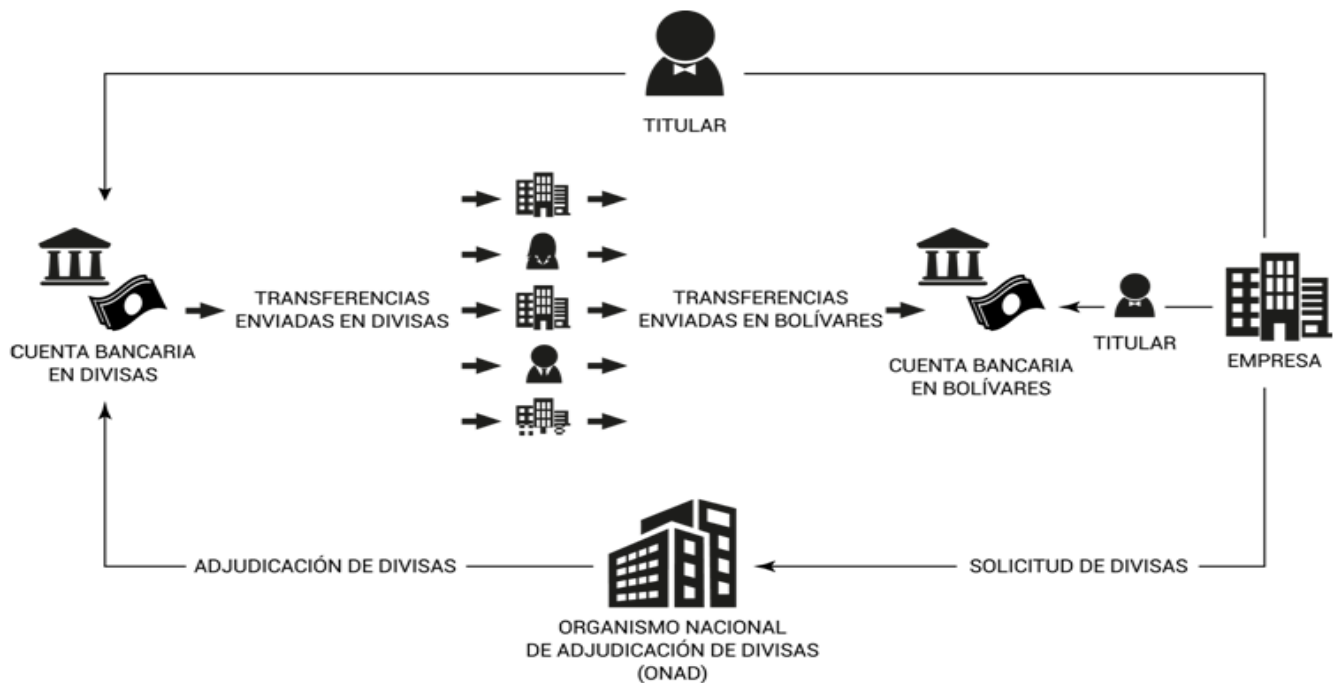 TITULAR
TRANSFERENCIAS
ENVIADAS EN DIVISAS
TRANSFERENCIAS
ENVIADAS EN BOLÍVARES
CUENTA BANCARIA
EN DIVISAS
CUENTA BANCARIA
EN BOLÍVARES
TITULAR
EMPRESA
ADJUDICACIÓN DE DIVISAS
SOLICITUD DE DIVISAS
ORGANISMO NACIONAL
DE ADJUDICACIÓN DE DIVISAS
(ONAD)